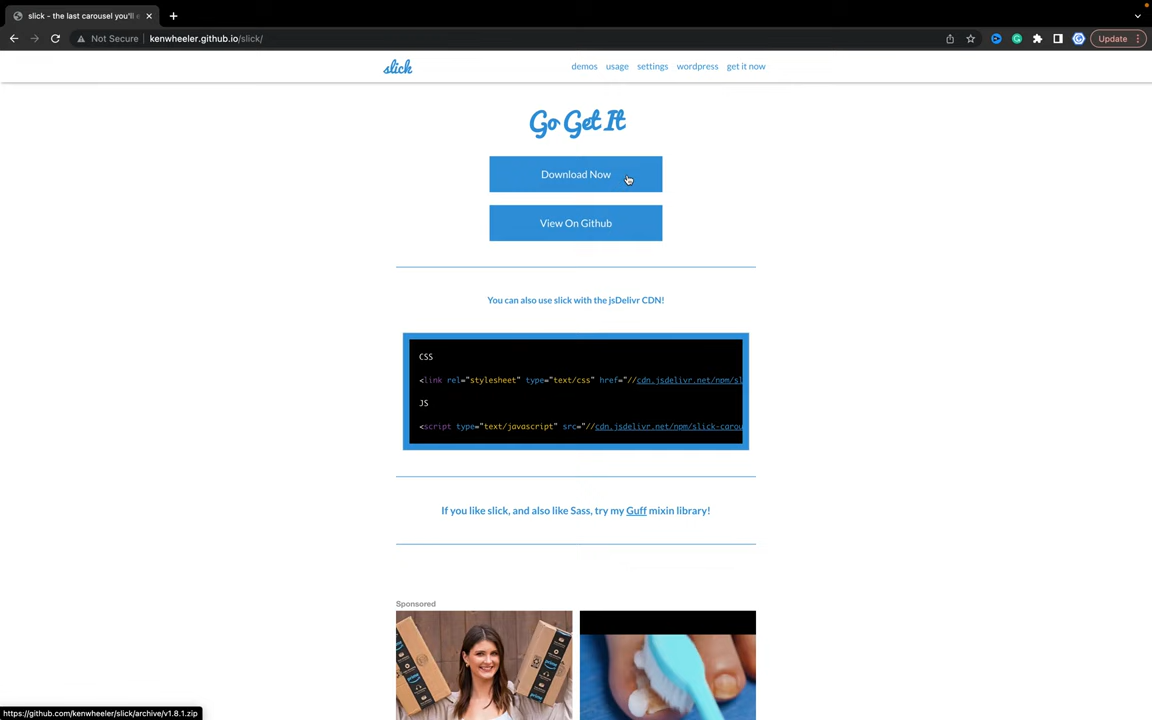 slick - the last carousel you'll
Update
Not Secure
kenwheeler.github.io/slick/
slick
demos
usage
settings
wordpress
get it now
Go Get It
Download Now
View On Github
You can also use slick with the jsDelivr CDN!
CSS
<link rel="stylesheet" type="text/css" href="//cdn.jsdelivr.net/npm/sl
JS
<script type="text/javascript" src="//cdn.jsdelivr.net/npm/slick-carou
If you like slick, and also like Sass, try my Guff mixin library!
Sponsored
https://github.com/kenwheeler/slick/archive/v1.8.1.zip